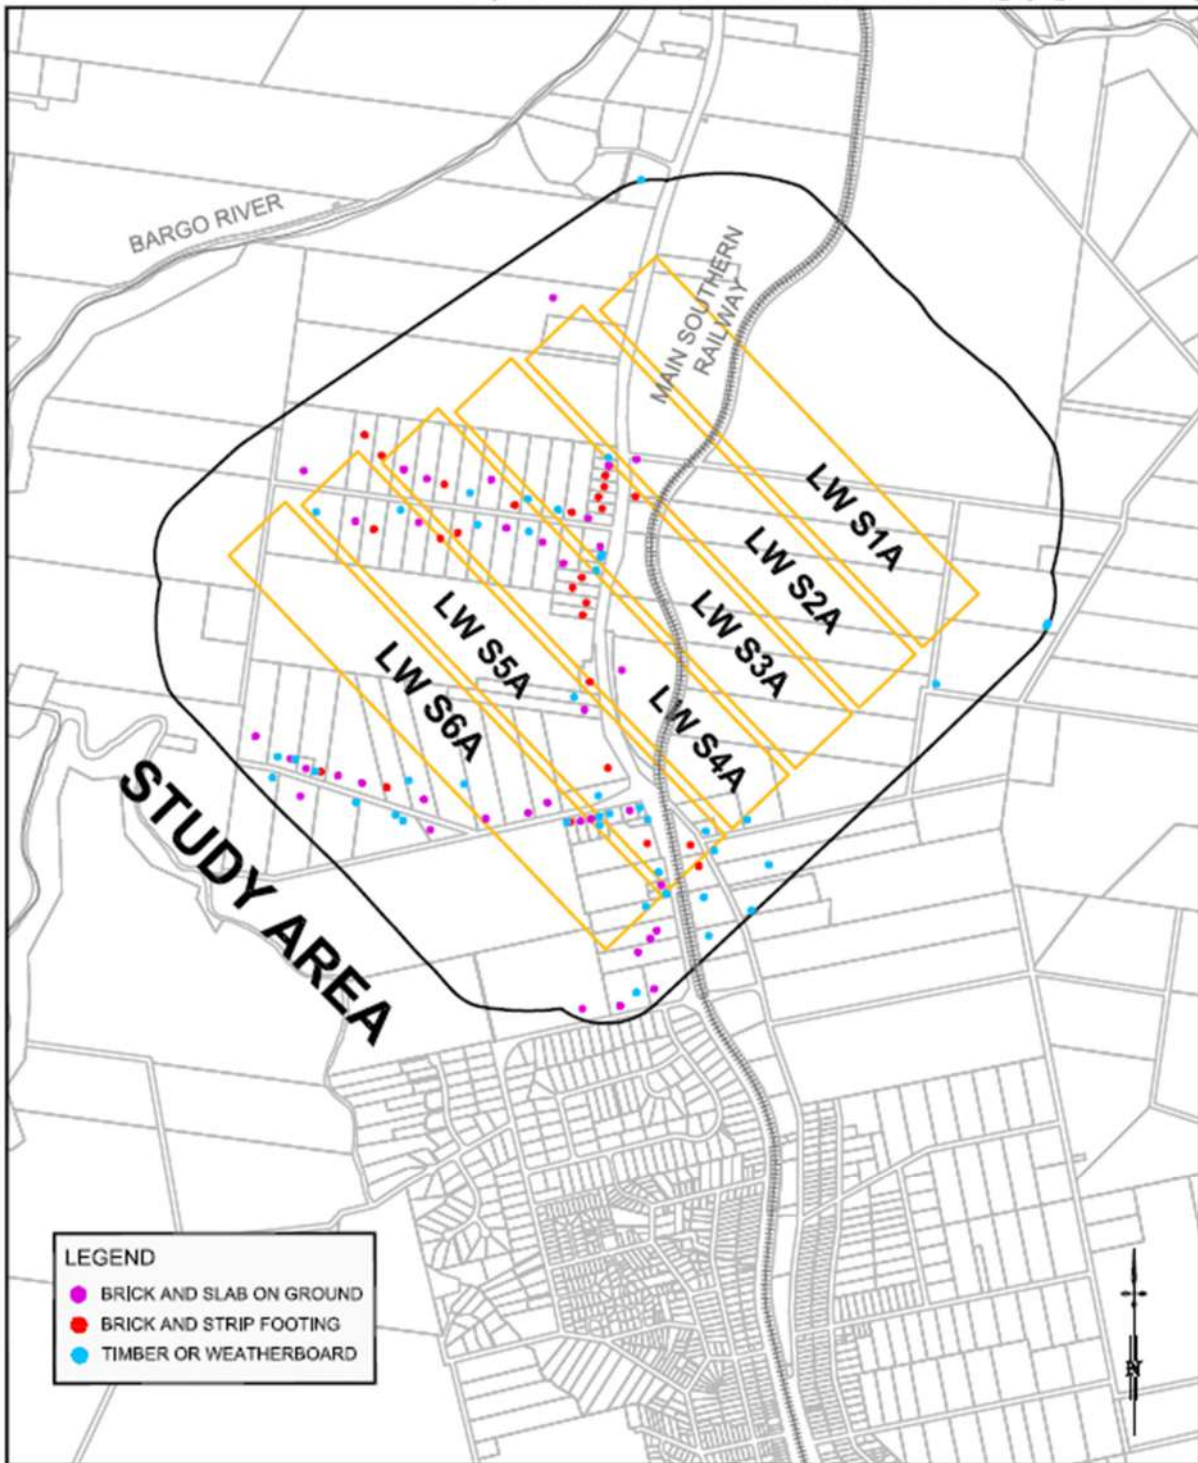 BARGO RIVER
MAIN SOUTHERN
RAILWAY
LW S1A
LW S2A
LW S3A
LW S4A
LW S5A
LW S6A
STUDY AREA
LEGEND
BRICK AND SLAB ON GROUND
BRICK AND STRIP FOOTING
TIMBER OR WEATHERBOARD
N